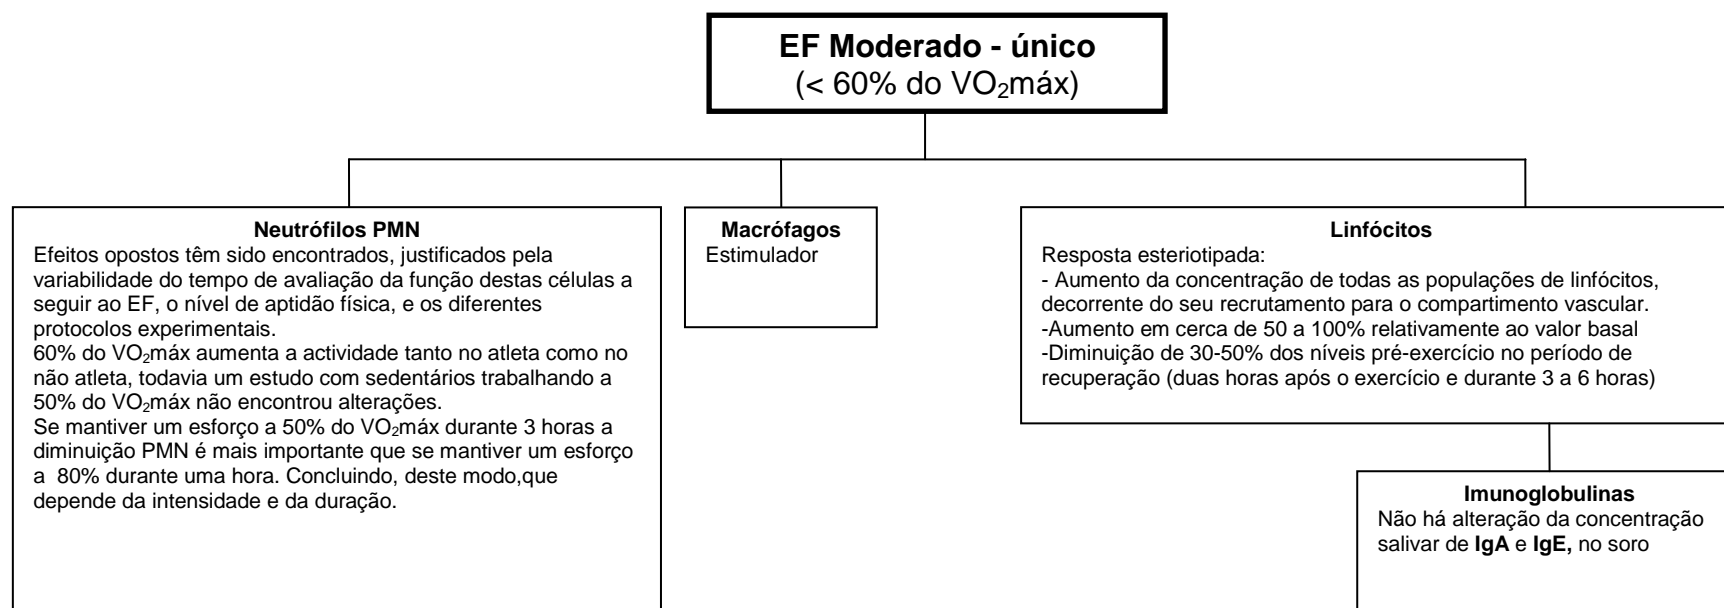 EF Moderado - único
(< 60% do VO₂máx)
Neutrófilos PMN
Efeitos opostos têm sido encontrados, justificados pela
variabilidade do tempo de avaliação da função destas células a
seguir ao EF, o nível de aptidão física, e os diferentes
protocolos experimentais.
60% do VO₂máx aumenta a actividade tanto no atleta como no
não atleta, todavia um estudo com sedentários trabalhando a
50% do VO₂máx não encontrou alterações.
Se mantiver um esforço a 50% do VO₂máx durante 3 horas a
diminuição PMN é mais importante que se mantiver um esforço
a  80% durante uma hora. Concluindo, deste modo,que
depende da intensidade e da duração.
Macrófagos
Estimulador
Linfócitos
Resposta esteriotipada:
- Aumento da concentração de todas as populações de linfócitos,
decorrente do seu recrutamento para o compartimento vascular.
-Aumento em cerca de 50 a 100% relativamente ao valor basal
-Diminuição de 30-50% dos níveis pré-exercício no período de
recuperação (duas horas após o exercício e durante 3 a 6 horas)
Imunoglobulinas
Não há alteração da concentração
salivar de IgA e IgE, no soro